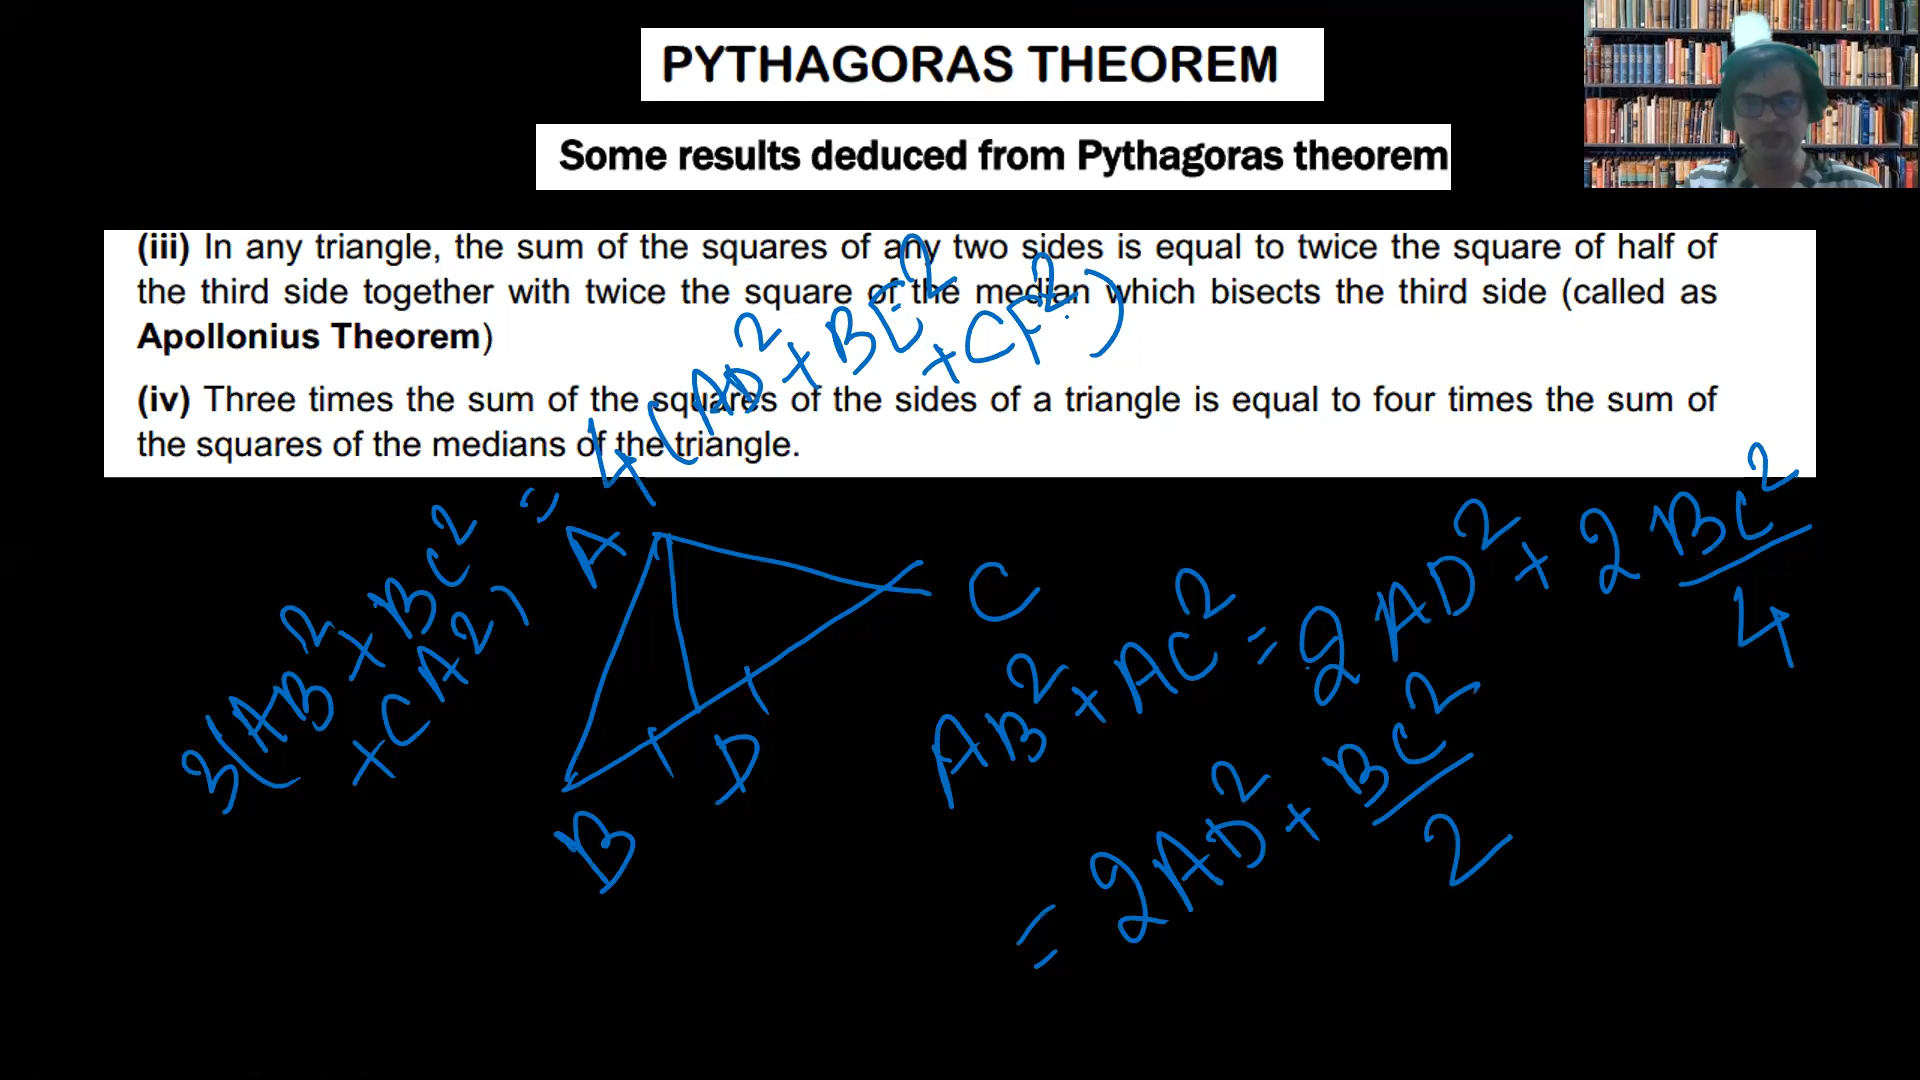 PYTHAGORAS THEOREM
Some results deduced from Pythagoras theorem
(iii) In any triangle, the sum of the squares of any two sides is equal to twice the square of half of
the third side together with twice the square of the median which bisects the third side (called as
Apollonius Theorem)
(iv) Three times the sum of the squares of the sides of a triangle is equal to four times the sum of
the squares of the medians of the triangle.
3(AB²+BC²
+CA²) = 4(AD²+BE²
+CF²)
A
C
D
B
AB²+AC² = 2AD²+2BC²/4
= 2AD²+BC²/2